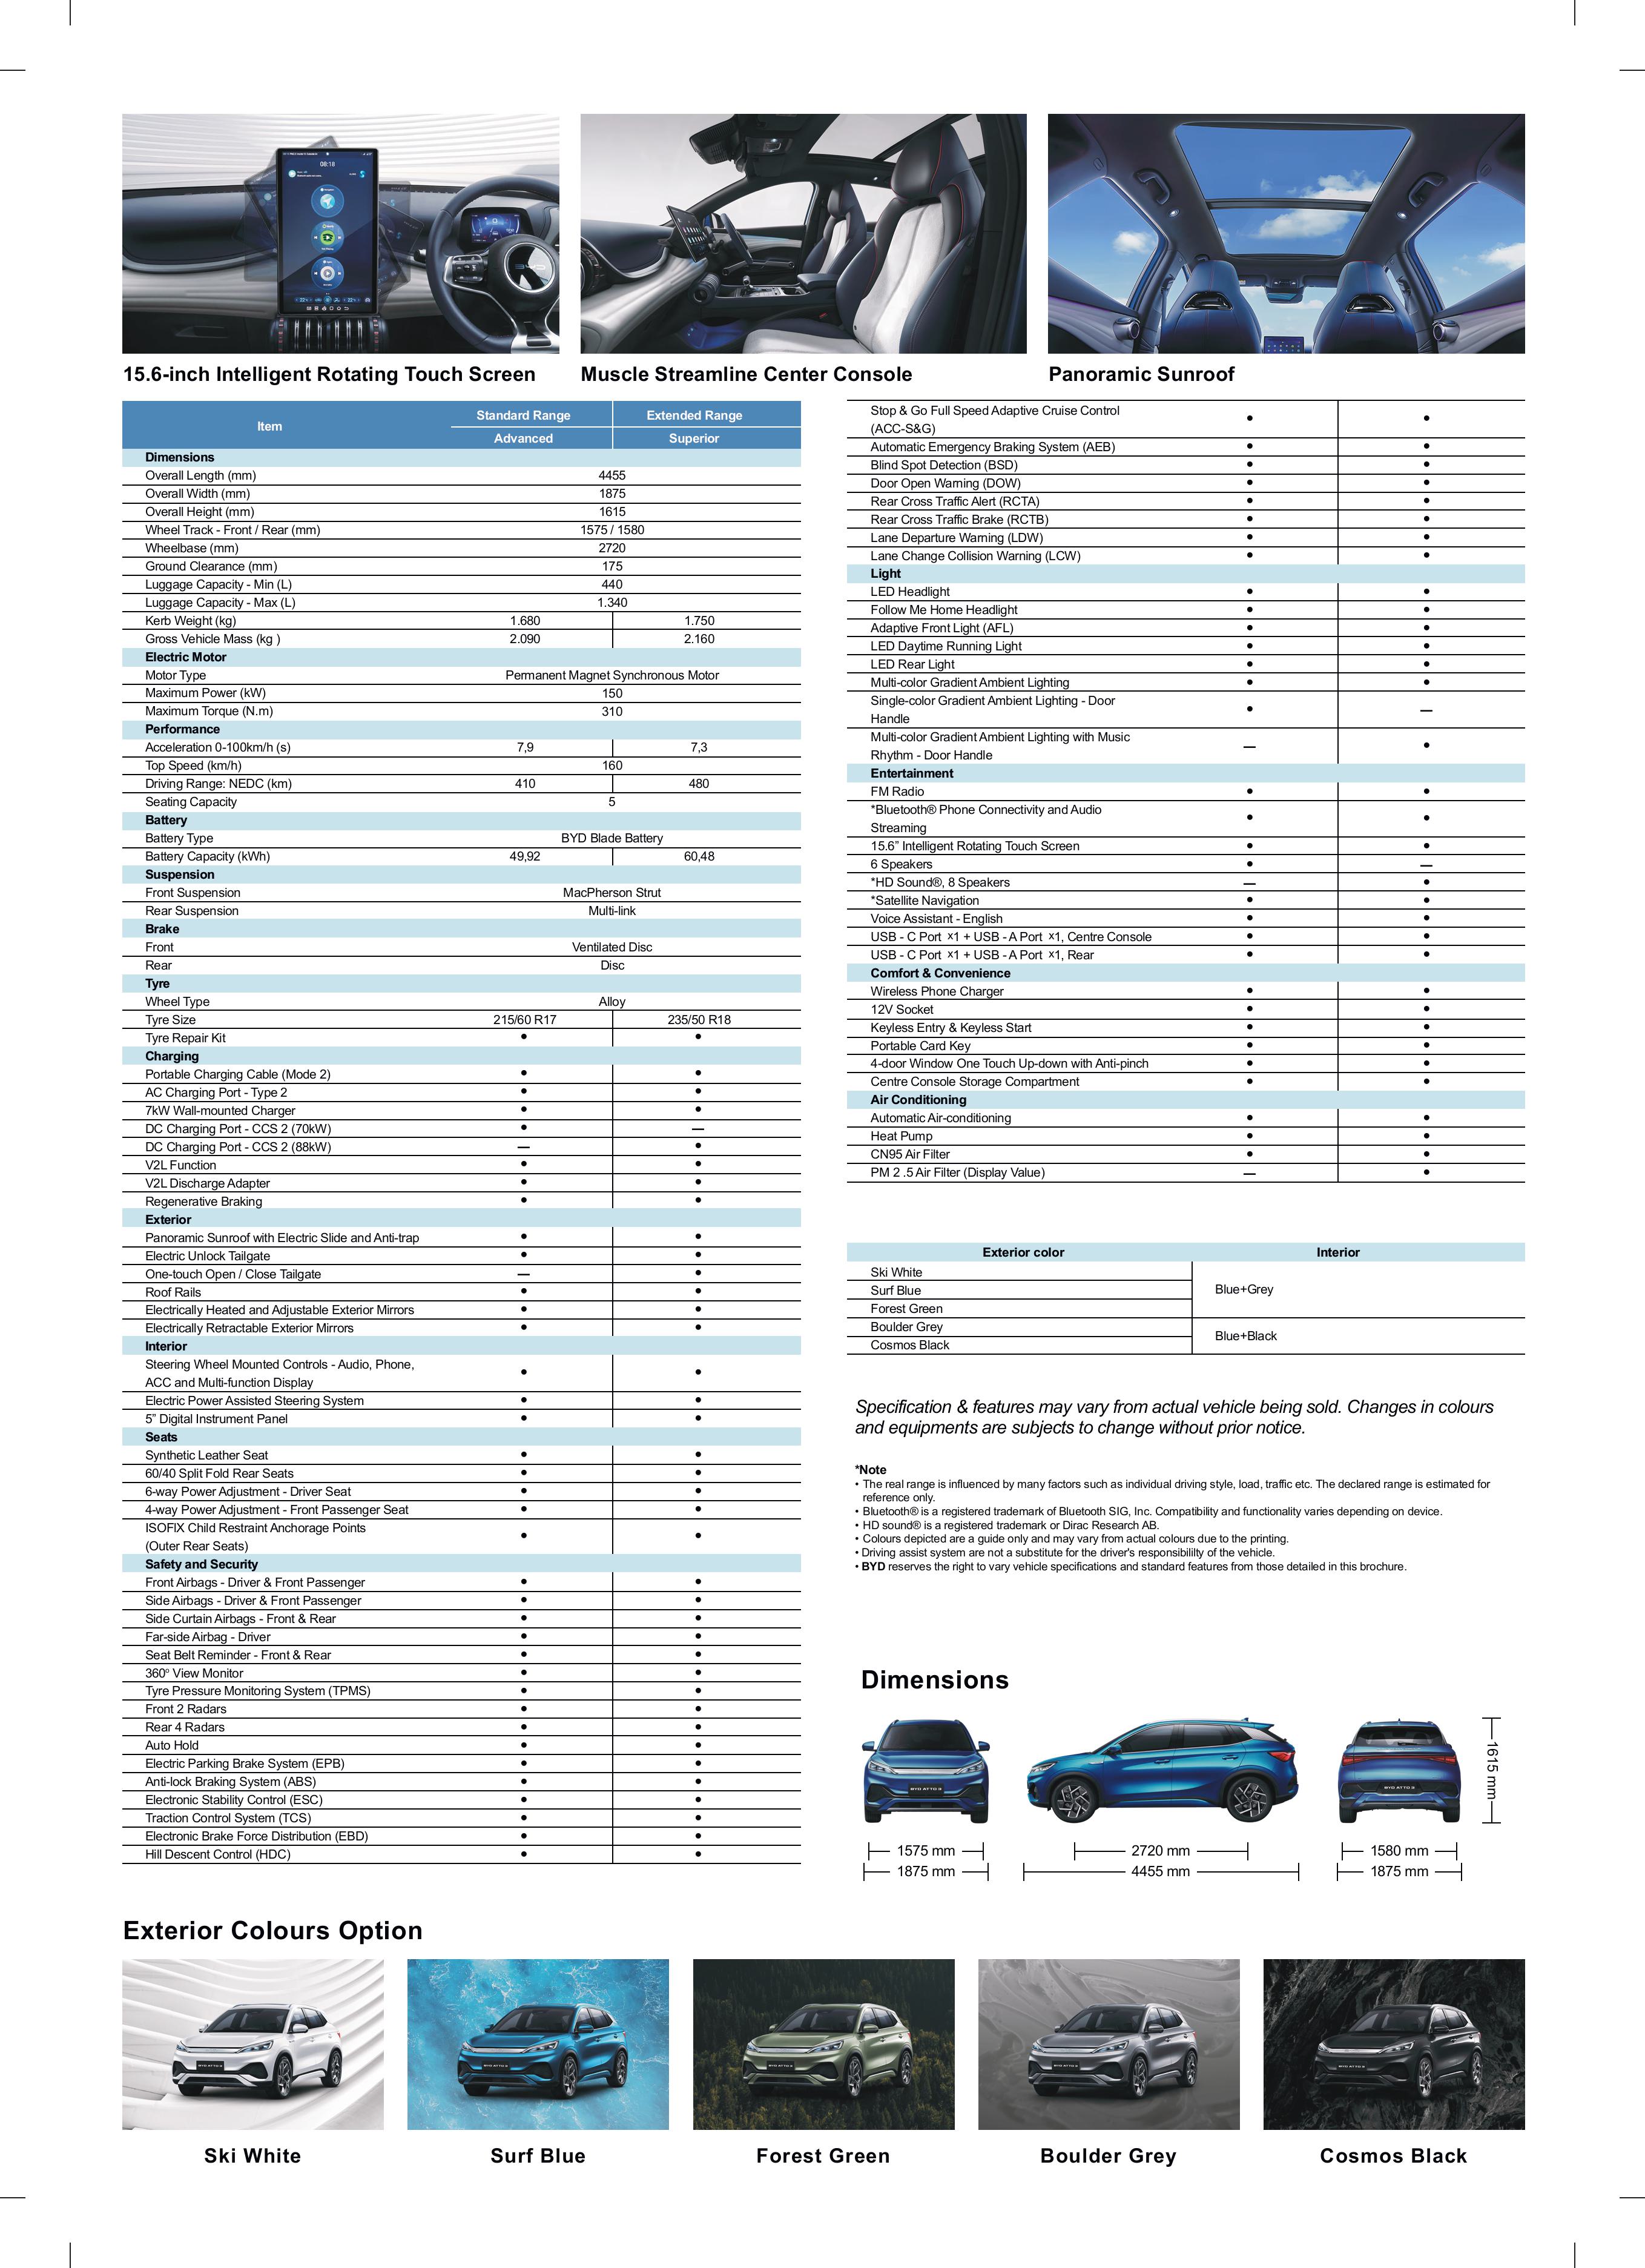 15.6-inch Intelligent Rotating Touch Screen
Muscle Streamline Center Console
Panoramic Sunroof
Item Standard Range Extended Range
Advanced Superior
Dimensions
Overall Length (mm) 4455
Overall Width (mm) 1875
Overall Height (mm) 1615
Wheel Track - Front / Rear (mm) 1575 / 1580
Wheelbase (mm) 2720
Ground Clearance (mm) 175
Luggage Capacity - Min (L) 440
Luggage Capacity - Max (L) 1.340
Kerb Weight (kg) 1.680 1.750
Gross Vehicle Mass (kg ) 2.090 2.160
Electric Motor
Motor Type Permanent Magnet Synchronous Motor
Maximum Power (kW) 150
Maximum Torque (N.m) 310
Performance
Acceleration 0-100km/h (s) 7,9 7,3
Top Speed (km/h) 160
Driving Range: NEDC (km) 410 480
Seating Capacity 5
Battery
Battery Type BYD Blade Battery
Battery Capacity (kWh) 49,92 60,48
Suspension
Front Suspension MacPherson Strut
Rear Suspension Multi-link
Brake
Front Ventilated Disc
Rear Disc
Tyre
Wheel Type Alloy
Tyre Size 215/60 R17 235/50 R18
Tyre Repair Kit ● ●
Charging
Portable Charging Cable (Mode 2) ● ●
AC Charging Port - Type 2 ● ●
7kW Wall-mounted Charger ● ●
DC Charging Port - CCS 2 (70kW) ● —
DC Charging Port - CCS 2 (88kW) — ●
V2L Function ● ●
V2L Discharge Adapter ● ●
Regenerative Braking ● ●
Exterior
Panoramic Sunroof with Electric Slide and Anti-trap ● ●
Electric Unlock Tailgate ● ●
One-touch Open / Close Tailgate — ●
Roof Rails ● ●
Electrically Heated and Adjustable Exterior Mirrors ● ●
Electrically Retractable Exterior Mirrors ● ●
Interior
Steering Wheel Mounted Controls - Audio, Phone,
ACC and Multi-function Display ● ●
Electric Power Assisted Steering System ● ●
5” Digital Instrument Panel ● ●
Seats
Synthetic Leather Seat ● ●
60/40 Split Fold Rear Seats ● ●
6-way Power Adjustment - Driver Seat ● ●
4-way Power Adjustment - Front Passenger Seat ● ●
ISOFIX Child Restraint Anchorage Points
(Outer Rear Seats) ● ●
Safety and Security
Front Airbags - Driver & Front Passenger ● ●
Side Airbags - Driver & Front Passenger ● ●
Side Curtain Airbags - Front & Rear ● ●
Far-side Airbag - Driver ● ●
Seat Belt Reminder - Front & Rear ● ●
360º View Monitor ● ●
Tyre Pressure Monitoring System (TPMS) ● ●
Front 2 Radars ● ●
Rear 4 Radars ● ●
Auto Hold ● ●
Electric Parking Brake System (EPB) ● ●
Anti-lock Braking System (ABS) ● ●
Electronic Stability Control (ESC) ● ●
Traction Control System (TCS) ● ●
Electronic Brake Force Distribution (EBD) ● ●
Hill Descent Control (HDC) ● ●
Stop & Go Full Speed Adaptive Cruise Control
(ACC-S&G) ● ●
Automatic Emergency Braking System (AEB) ● ●
Blind Spot Detection (BSD) ● ●
Door Open Warning (DOW) ● ●
Rear Cross Traffic Alert (RCTA) ● ●
Rear Cross Traffic Brake (RCTB) ● ●
Lane Departure Warning (LDW) ● ●
Lane Change Collision Warning (LCW) ● ●
Light
LED Headlight ● ●
Follow Me Home Headlight ● ●
Adaptive Front Light (AFL) ● ●
LED Daytime Running Light ● ●
LED Rear Light ● ●
Multi-color Gradient Ambient Lighting ● ●
Single-color Gradient Ambient Lighting - Door
Handle ● —
Multi-color Gradient Ambient Lighting with Music
Rhythm - Door Handle — ●
Entertainment
FM Radio ● ●
*Bluetooth® Phone Connectivity and Audio
Streaming ● ●
15.6” Intelligent Rotating Touch Screen ● ●
6 Speakers ● —
*HD Sound®, 8 Speakers — ●
*Satellite Navigation ● ●
Voice Assistant - English ● ●
USB - C Port x1 + USB - A Port x1, Centre Console ● ●
USB - C Port x1 + USB - A Port x1, Rear ● ●
Comfort & Convenience
Wireless Phone Charger ● ●
12V Socket ● ●
Keyless Entry & Keyless Start ● ●
Portable Card Key ● ●
4-door Window One Touch Up-down with Anti-pinch ● ●
Centre Console Storage Compartment ● ●
Air Conditioning
Automatic Air-conditioning ● ●
Heat Pump ● ●
CN95 Air Filter ● ●
PM 2 .5 Air Filter (Display Value) — ●
Exterior color Interior
Ski White
Surf Blue Blue+Grey
Forest Green
Boulder Grey
Cosmos Black Blue+Black
Specification & features may vary from actual vehicle being sold. Changes in colours
and equipments are subjects to change without prior notice.
*Note
• The real range is influenced by many factors such as individual driving style, load, traffic etc. The declared range is estimated for
reference only.
• Bluetooth® is a registered trademark of Bluetooth SIG, Inc. Compatibility and functionality varies depending on device.
• HD sound® is a registered trademark or Dirac Research AB.
• Colours depicted are a guide only and may vary from actual colours due to the printing.
• Driving assist system are not a substitute for the driver's responsibililty of the vehicle.
• BYD reserves the right to vary vehicle specifications and standard features from those detailed in this brochure.
Dimensions
BYD ATTO 3
BYD ATTO 3
1615 mm
1575 mm 2720 mm 1580 mm
1875 mm 4455 mm 1875 mm
Exterior Colours Option
BYD ATTO 3
BYD ATTO 3
BYD ATTO 3
BYD ATTO 3
BYD ATTO 3
Ski White
Surf Blue
Forest Green
Boulder Grey
Cosmos Black